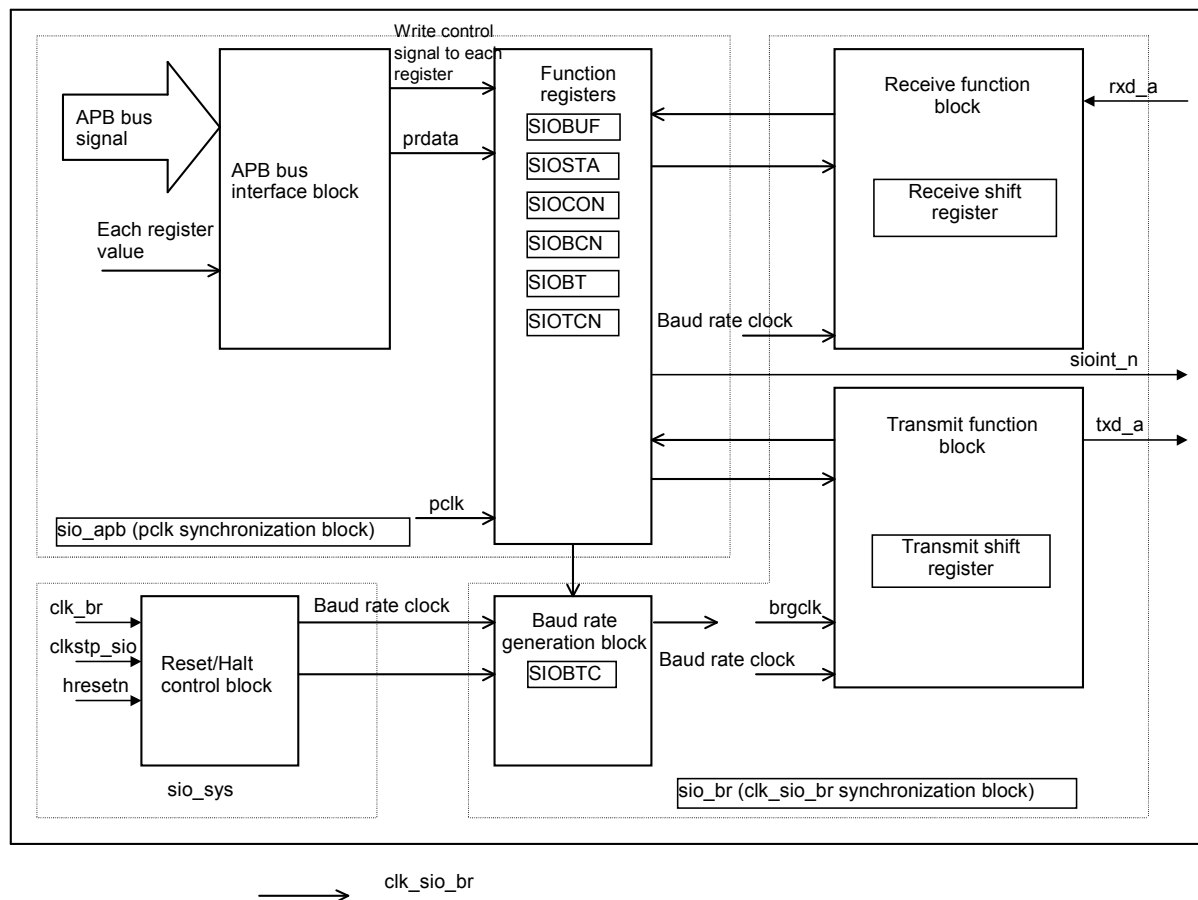 Write control
signal to each
register
APB bus
signal
prdata
APB bus
interface block
Each register
value
Function
registers
SIOBUF
SIOSTA
SIOCON
SIOBCN
SIOBT
SIOTCN
pclk
sio_apb (pclk synchronization block)
Receive function
block
rxd_a
Receive shift
register
Baud rate clock
sioint_n
Transmit function
block
txd_a
Transmit shift
register
brgclk
Baud rate clock
clk_br
clkstp_sio
hresetn
Reset/Halt
control block
Baud rate clock
sio_sys
Baud rate
generation block
SIOBTC
sio_br (clk_sio_br synchronization block)
clk_sio_br